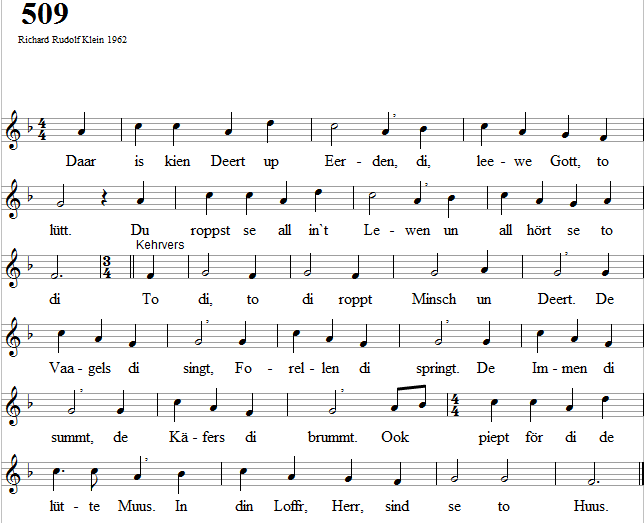 509
Richard Rudolf Klein 1962
Daar is kien Deert up Eer - den, di, lee - we Gott, to
lütt. Du roppst se all in`t Le - wen un all hört se to
Kehrvers
di To di, to di roppt Minsch un Deert. De
Vaa - gels di singt, Fo - rel - len di springt. De Im - men di
summt, de Kä - fers di brummt. Ook piept för di de
lüt - te Muus. In din Loffr, Herr, sind se to Huus.